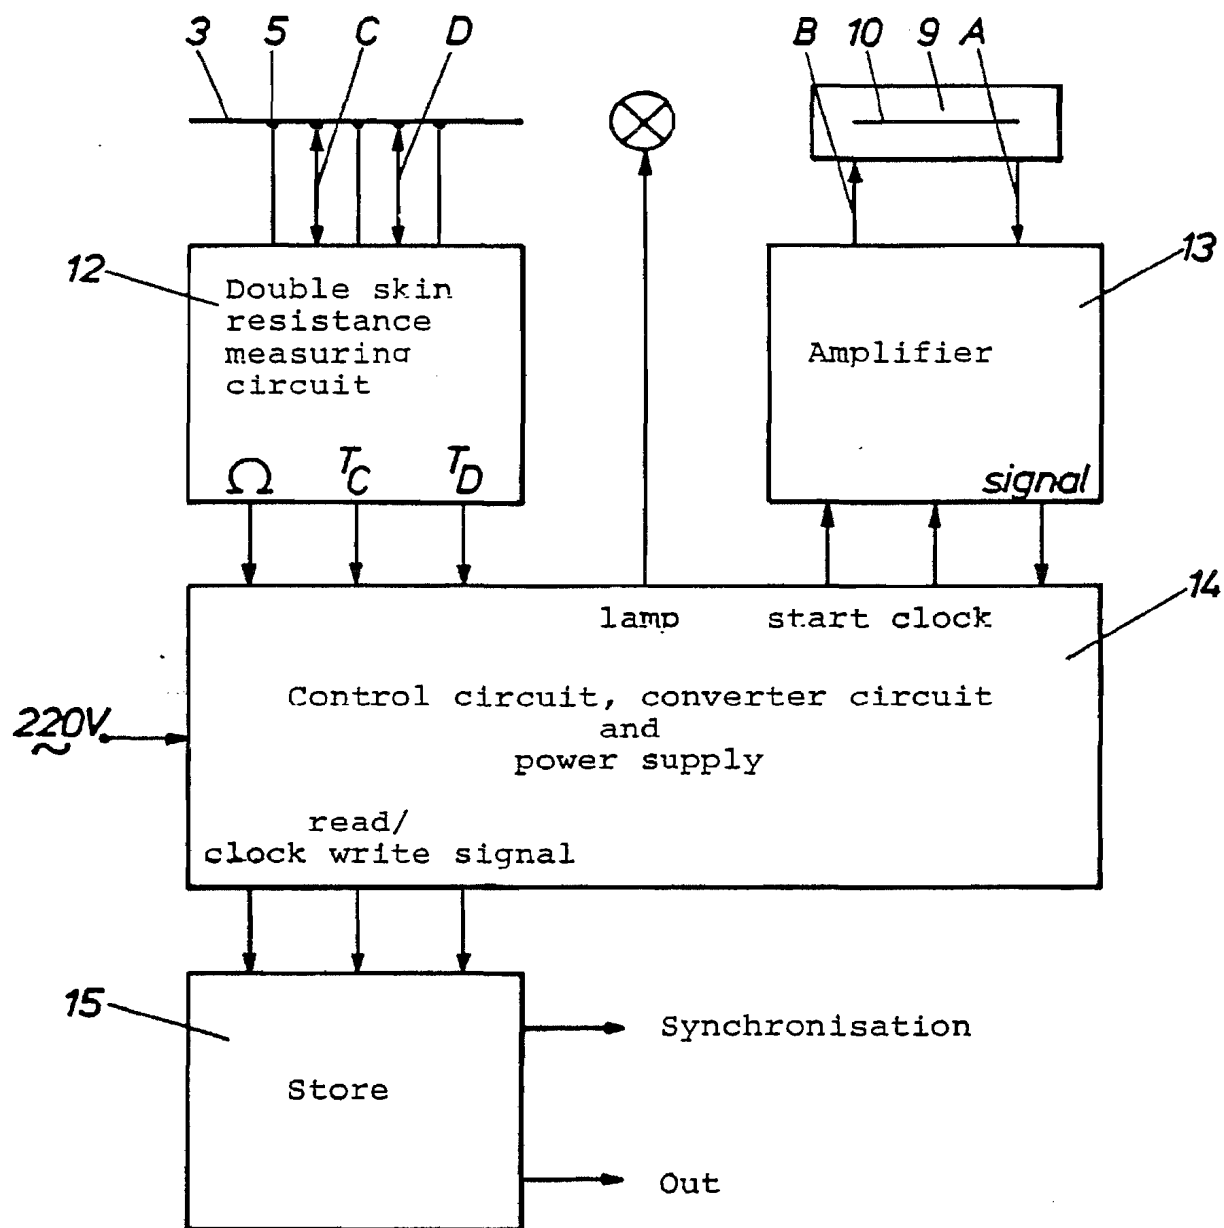 3 5 C D B 10 9 A
12 13
Double skin
resistance
measuring
circuit
Amplifier
Ω T_C T_D signal
14
lamp start clock
Control circuit, converter circuit
and
power supply
220V
~
read/
clock write signal
15
Synchronisation
Store
Out